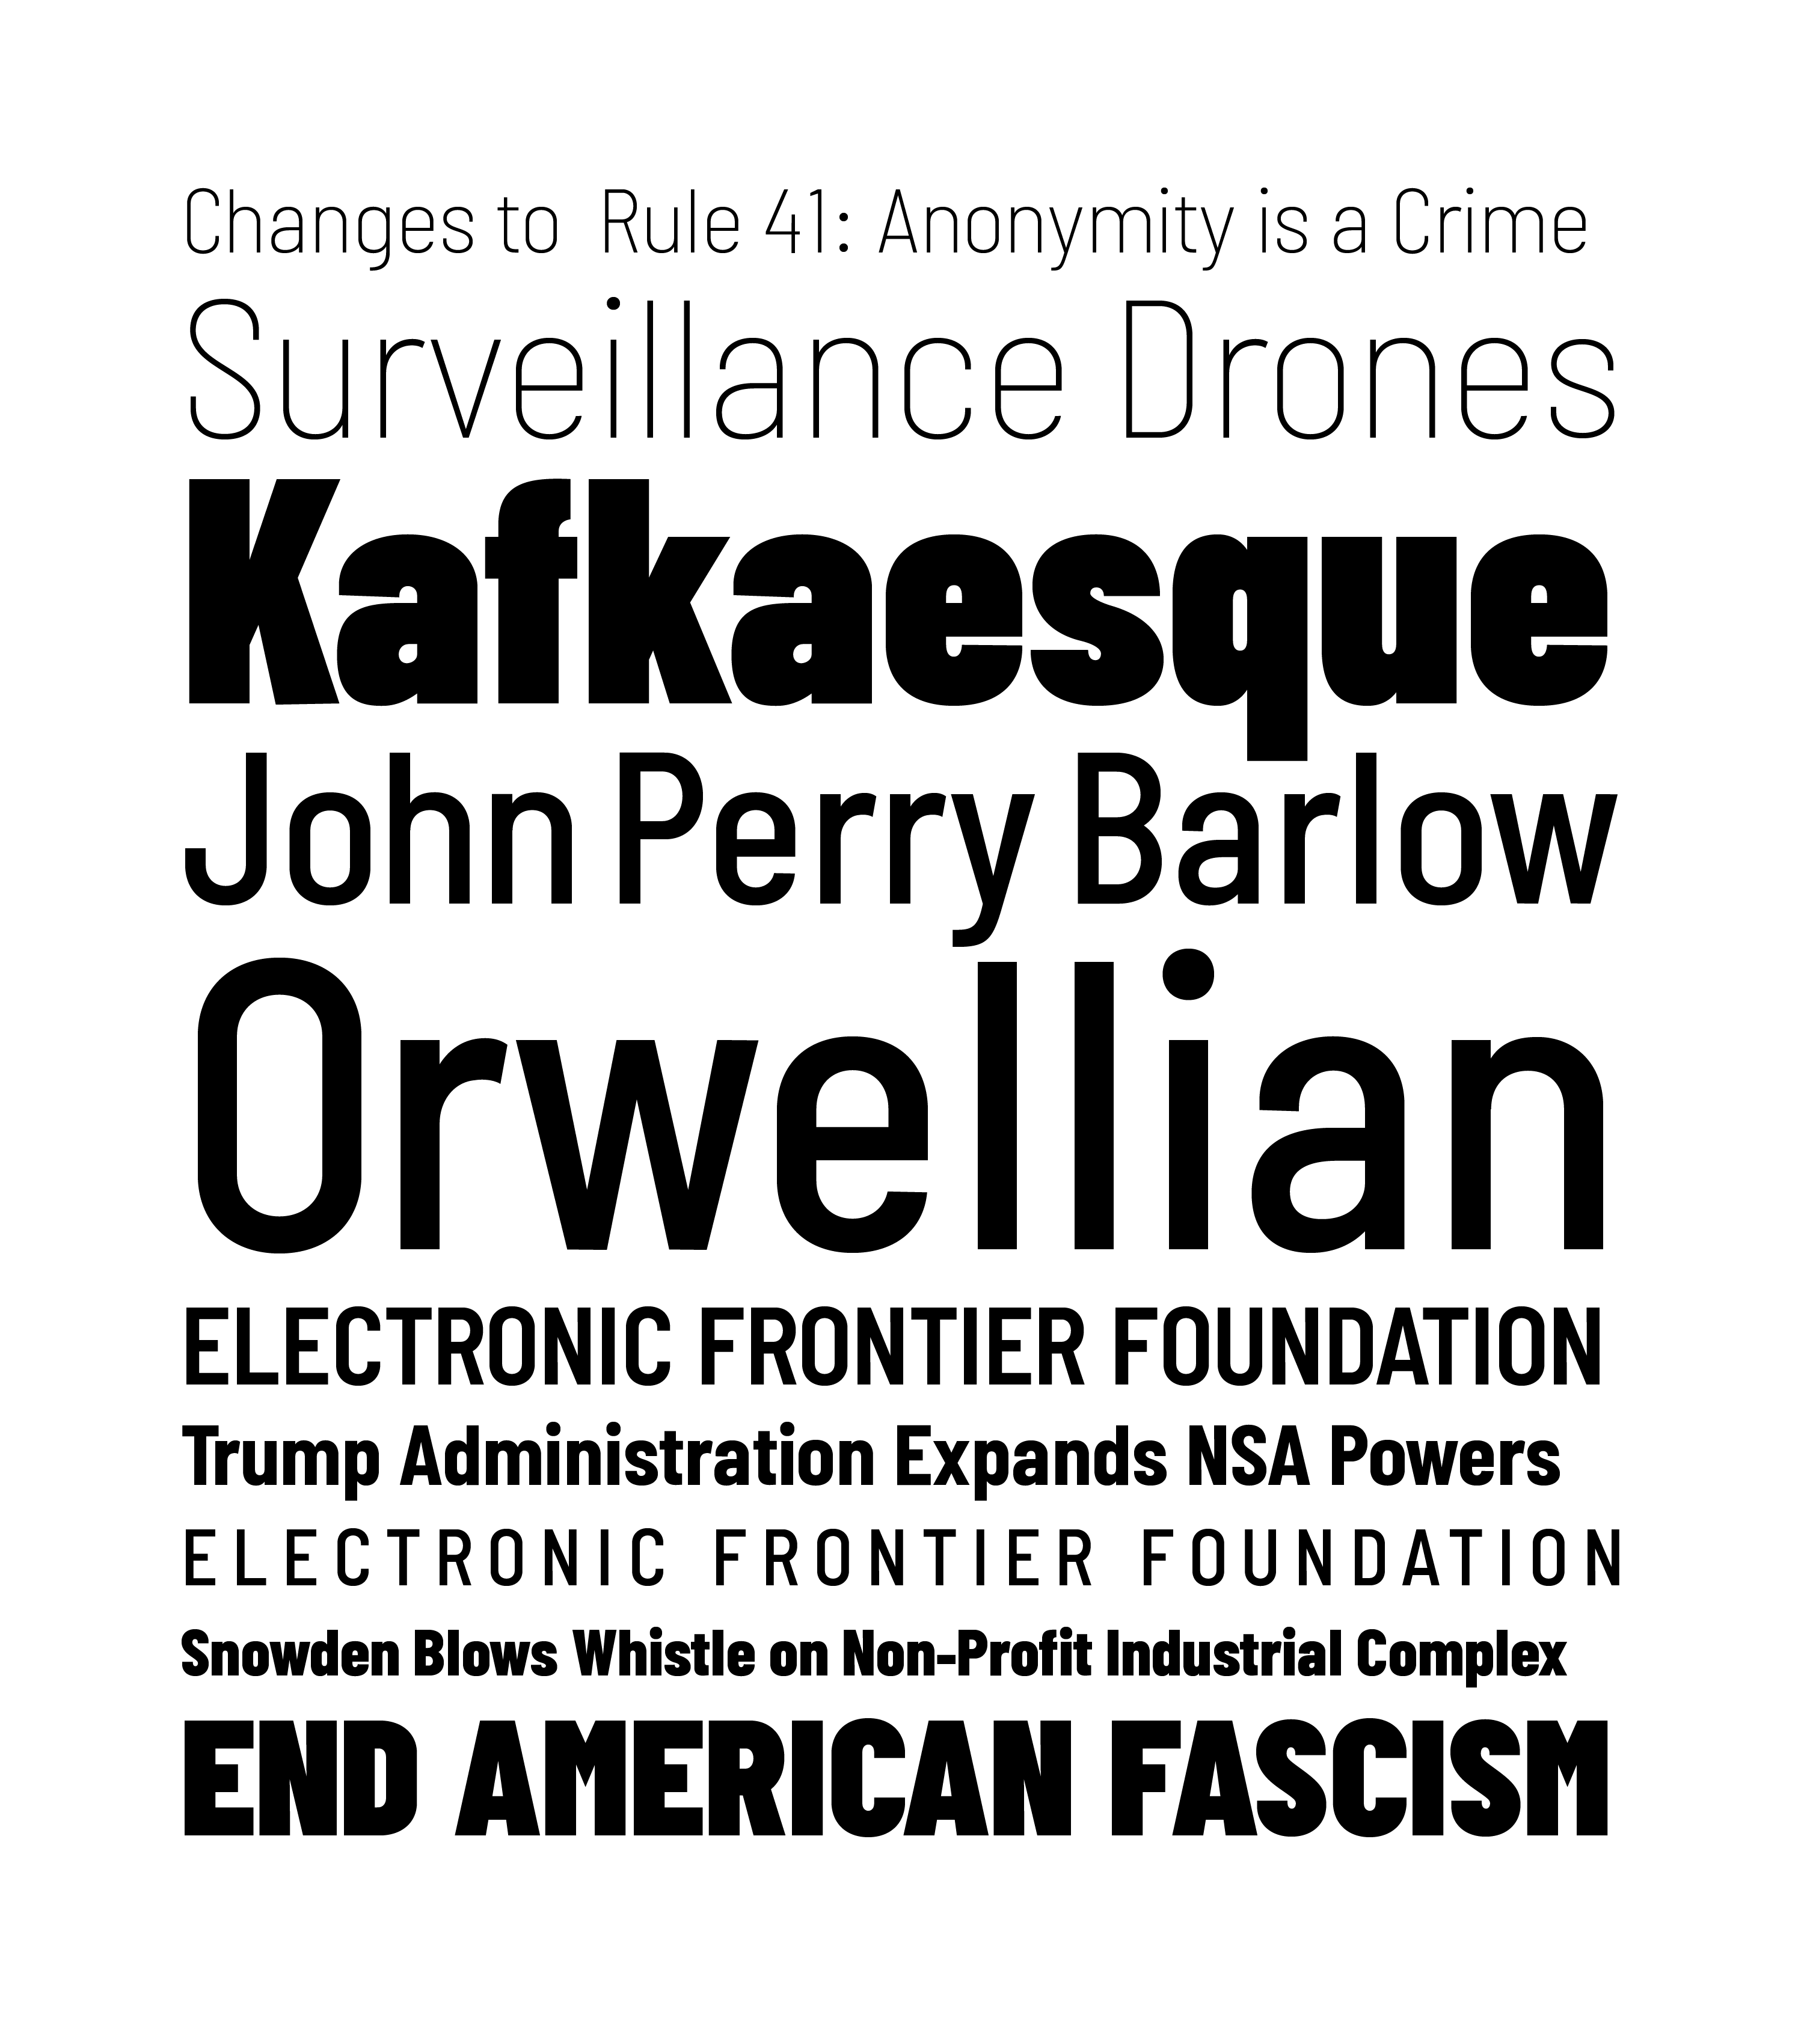 Changes to Rule 41: Anonymity is a Crime
Surveillance Drones
Kafkaesque
John Perry Barlow
Orwellian
ELECTRONIC FRONTIER FOUNDATION
Trump Administration Expands NSA Powers
ELECTRONIC FRONTIER FOUNDATION
Snowden Blows Whistle on Non-Profit Industrial Complex
END AMERICAN FASCISM